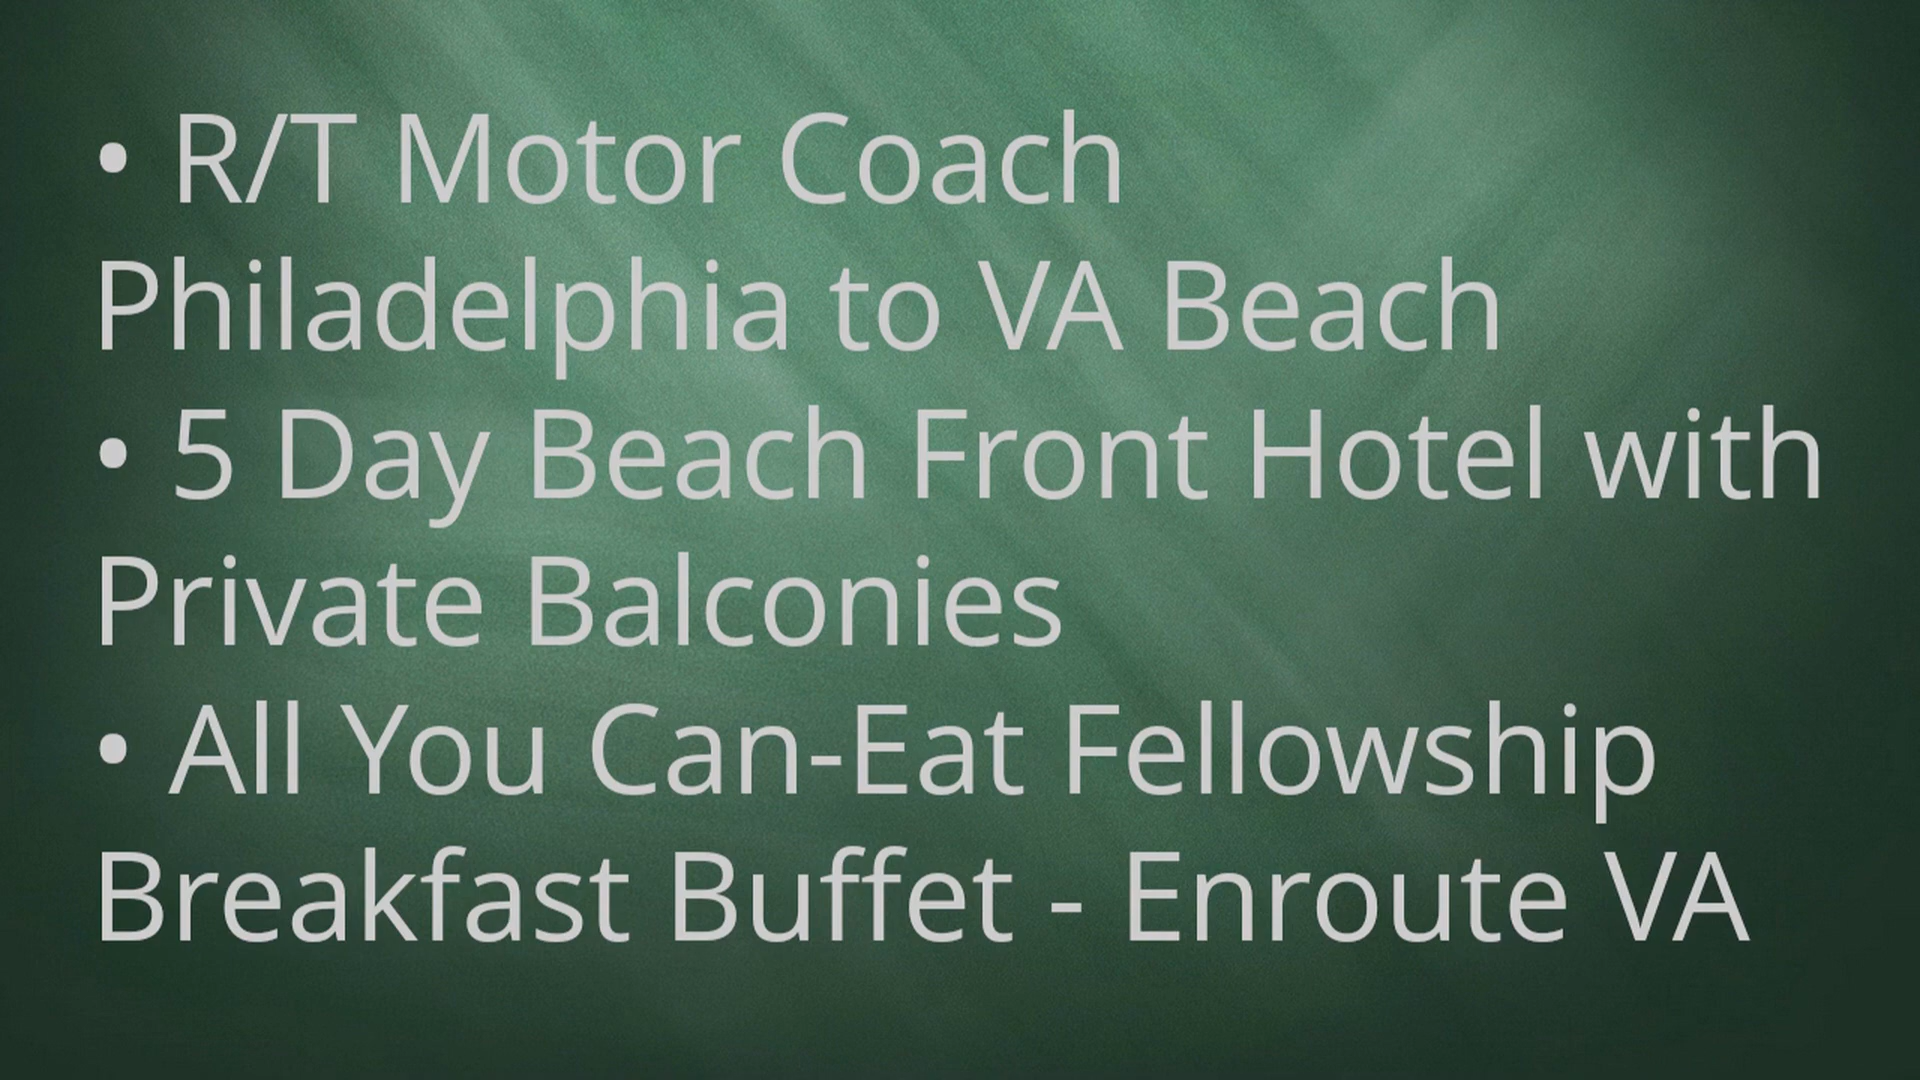 • R/T Motor Coach
Philadelphia to VA Beach
• 5 Day Beach Front Hotel with
Private Balconies
• All You Can-Eat Fellowship
Breakfast Buffet - Enroute VA